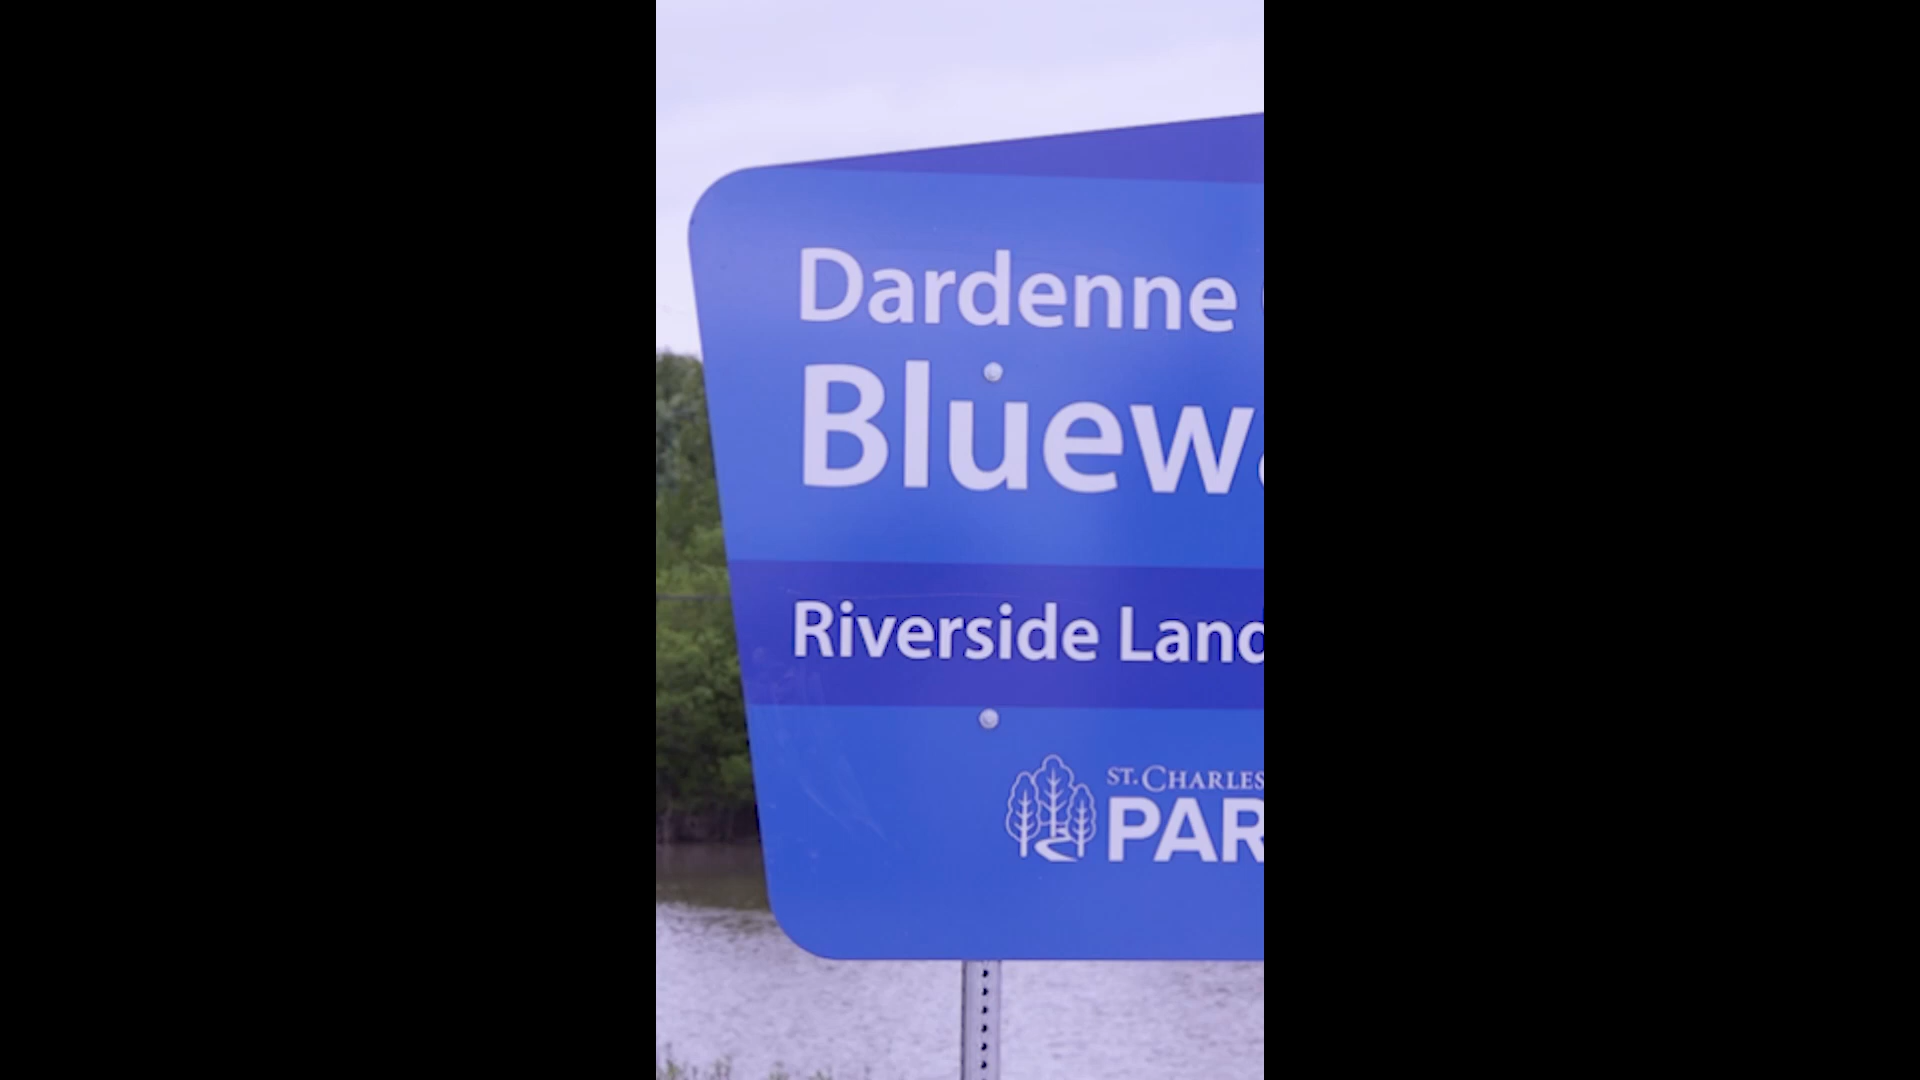 Dardenne
Bluew
Riverside Land
ST. CHARLES
PAR